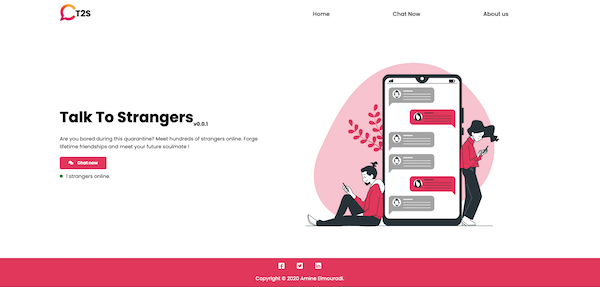 T2S
Home
Chat Now
About us
Talk To Strangers v0.0.1
Are you bored during this quarantine? Meet hundreds of strangers online. Forge
lifetime friendships and meet your future soulmate !
Chat now
1 strangers online.
Copyright © 2020 Amine Elmouradi.